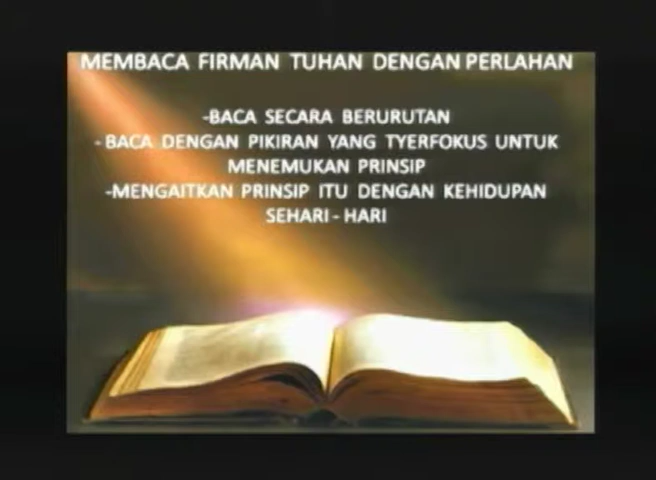 MEMBACA FIRMAN TUHAN DENGAN PERLAHAN
-BACA SECARA BERURUTAN
- BACA DENGAN PIKIRAN YANG TYERFOKUS UNTUK
MENEMUKAN PRINSIP
-MENGAITKAN PRINSIP ITU DENGAN KEHIDUPAN
SEHARI - HARI